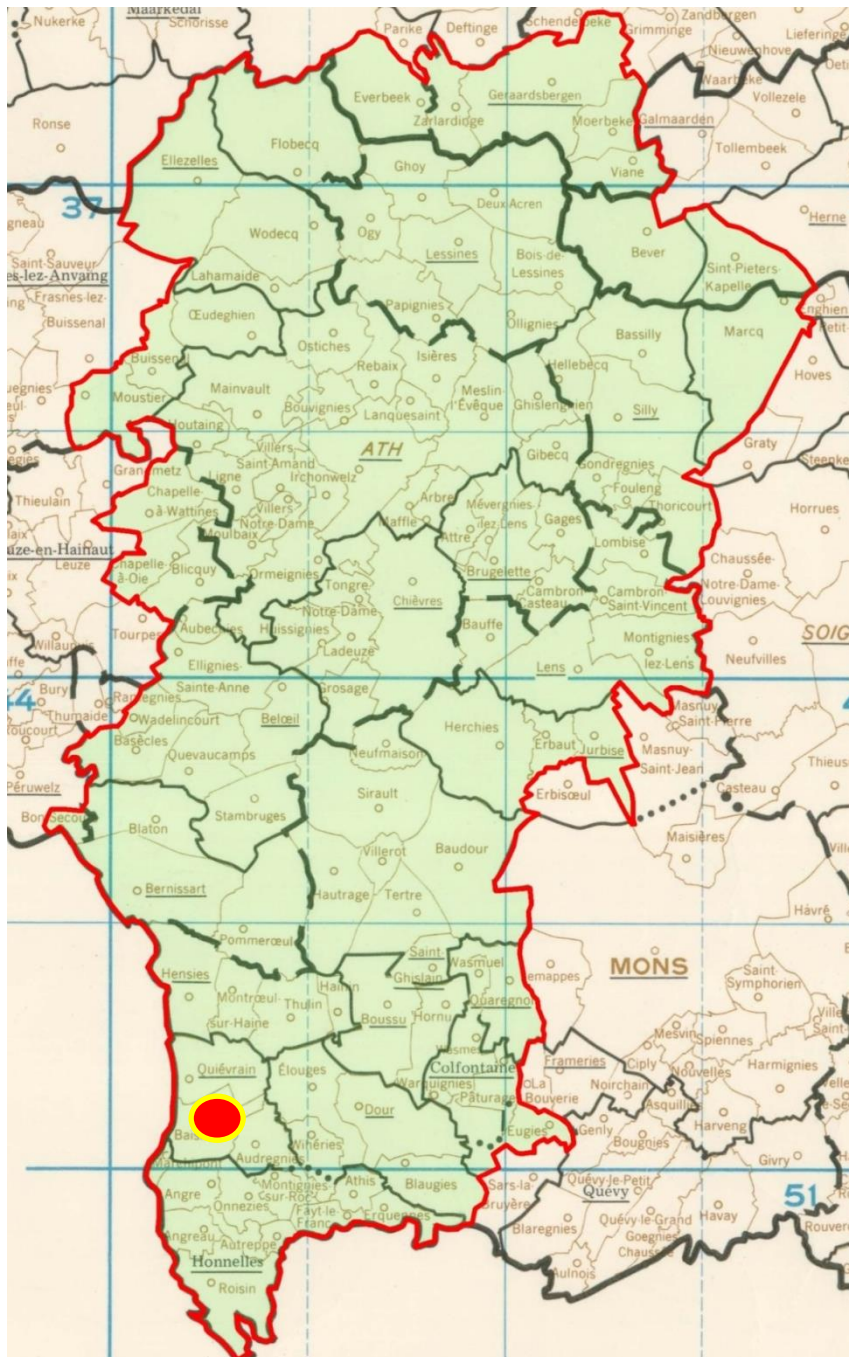 Maarkedal
Nukerke
Schorisse
Parike
Deftinge
Grimminge
Zandbergen
Nieuwenhove
Lieferinge
Waarbeke
Vollezele
Ronse
Everbeek
Zarlardinge
Geraardsbergen
Moerbeke
Galmaarden
Tollembeek
Viane
Ellezelles
Flobecq
Ghoy
Deux Acren
37
Herne
Wodecq
Ogy
Lessines
Bois-de-
Lessines
Bever
Sint-Pieters-
Kapelle
Saint-Sauveur
Frasnes-lez-
Buissenal
Lahamaide
Papignies
Ollignies
Œudeghien
Ostiches
Rebaix
Isières
Bassilly
Marcq
Hoves
Buissenal
Moustier
Mainvault
Bouvignies
Lanquesaint
Meslin-
l'Évêque
Hellebecq
Ghislenghien
Silly
Houtaing
ATH
Gibecq
Graty
Grandmetz
Ligne
Villers-
Saint-Amand
Irchonwelz
Gondregnies
Fouleng
Thoricourt
Thieulain
Chapelle-
à-Wattines
Villers-
Notre-Dame
Moulbaix
Maffle
Arbre
Attre
Mévergnies-
lez-Lens
Gages
Lombise
Horrues
Leuze
Chapelle-
à-Oie
Blicquy
Ormeignies
Tongre-
Notre-Dame
Chièvres
Brugelette
Cambron-
Casteau
Cambron-
Saint-Vincent
Chaussée-
Notre-Dame-
Louvignies
Tourpes
Aubechies
Huissignies
Ladeuze
Bauffe
Montignies-
lez-Lens
Neufvilles
SOIG
Ellignies-
Sainte-Anne
Grosage
Lens
Bury
Thumaide
Ramegnies
Wadelincourt
Belœil
Herchies
Erbaut
Jurbise
Masnuy-
Saint-Pierre
Masnuy-
Saint-Jean
Basècles
Quevaucamps
Neufmaison
Péruwelz
Stambruges
Sirault
Erbisœul
Casteau
Thieus
Blaton
Villerot
Baudour
Maisières
Bernissart
Hautrage
Tertre
Pommerœul
Havré
Hensies
Montrœul-
sur-Haine
Thulin
Hainin
Saint-
Ghislain
Boussu
Hornu
Wasmuel
Quaregnon
Jemappes
MONS
Saint-
Symphorien
Mesvin
Spiennes
Wasmes
Colfontaine
Frameries
Ciply
Nouvelles
Harmignies
Quiévrain
Élouges
Warquignies
Pâturages
La
Bouverie
Noirchain
Asquillies
Harveng
Dour
Wihéries
Eugies
Genly
Bougnies
Audregnies
Givry
Angre
Onnezies
Montignies-
sur-Roc
Athis
Blaugies
Fayt-le-
Franc
Erquennes
Sars-la-
Bruyère
Quévy-le-Petit
Quévy
51
Angreau
Autreppe
Honnelles
Roisin
Blaregnies
Quévy-le-Grand
Goegnies-
Chaussée
Havay
Aulnois